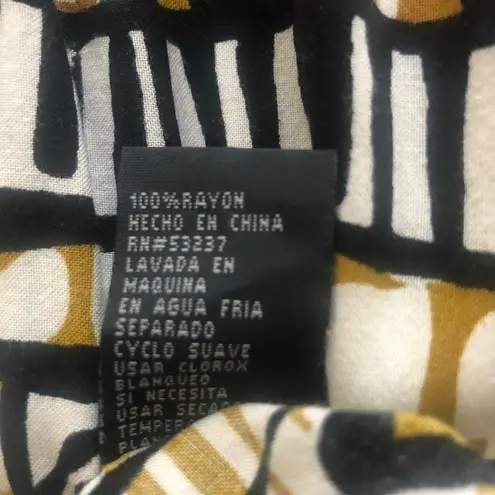 100%RAYON
HECHO EN CHINA
RN#53237
LAVADA EN
MAQUINA
EN AGUA FRIA
SEPARADO
CYCLO SUAVE
USAR CLOROX
BLANQUEO
SI NECESITA
USAR